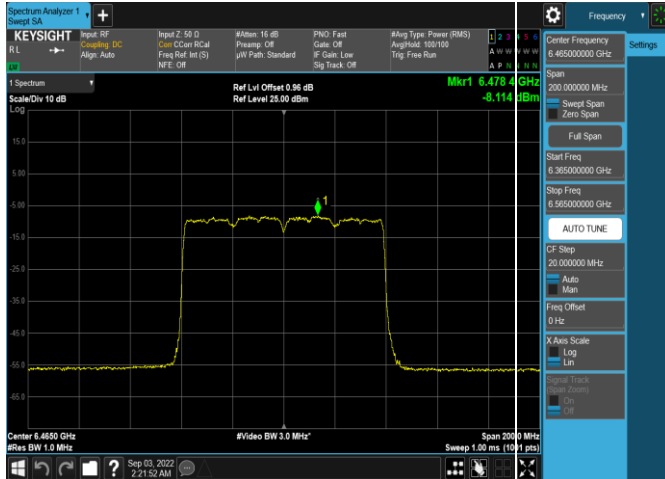 Spectrum Analyzer 1
Swept SA
+
Frequency
KEYSIGHT
RL
Input: RF
Coupling: DC
Align: Auto
Input Z: 50 Ω
Corr CCorr RCal
Freq Ref: Int (S)
NFE: Off
#Atten: 16 dB
Preamp: Off
µW Path: Standard
PNO: Fast
Gate: Off
IF Gain: Low
Sig Track: Off
#Avg Type: Power (RMS)
Avg|Hold: 100/100
Trig: Free Run
1 2 3 4 5 6
A W W W W W
A P N N N N
1 Spectrum
Scale/Div 10 dB
Log
Ref Lvl Offset 0.96 dB
Ref Level 25.00 dBm
Mkr1 6.478 4 GHz
-8.114 dBm
15.0
5.00
-5.00
-15.0
-25.0
-35.0
-45.0
-55.0
-65.0
1
Center 6.4650 GHz
#Res BW 1.0 MHz
#Video BW 3.0 MHz*
Span 200.0 MHz
Sweep 1.00 ms (1001 pts)
?
Sep 03, 2022
2:21:52 AM
Settings
Center Frequency
6.465000000 GHz
Span
200.000000 MHz
Swept Span
Zero Span
Full Span
Start Freq
6.365000000 GHz
Stop Freq
6.565000000 GHz
AUTO TUNE
CF Step
20.000000 MHz
Auto
Man
Freq Offset
0 Hz
X Axis Scale
Log
Lin
Signal Track
(Span Zoom)
On
Off